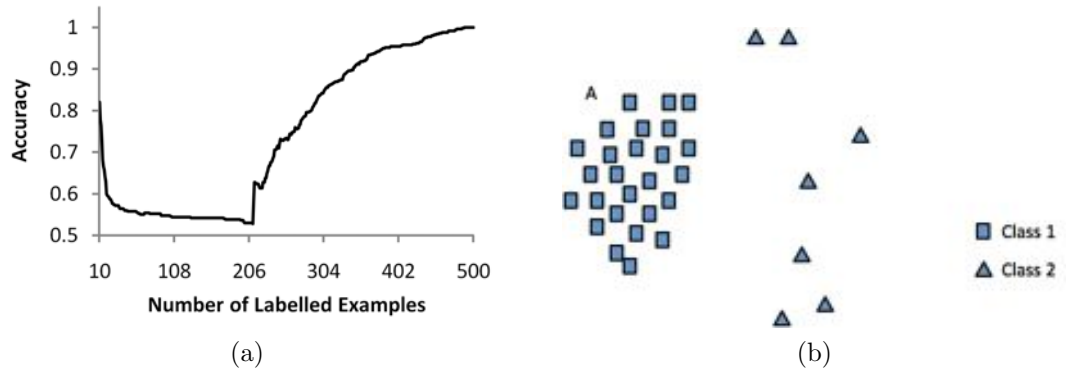 1
0.9
0.8
0.7
0.6
0.5
Accuracy
10 108 206 304 402 500
Number of Labelled Examples
(a)
A
Class 1
Class 2
(b)